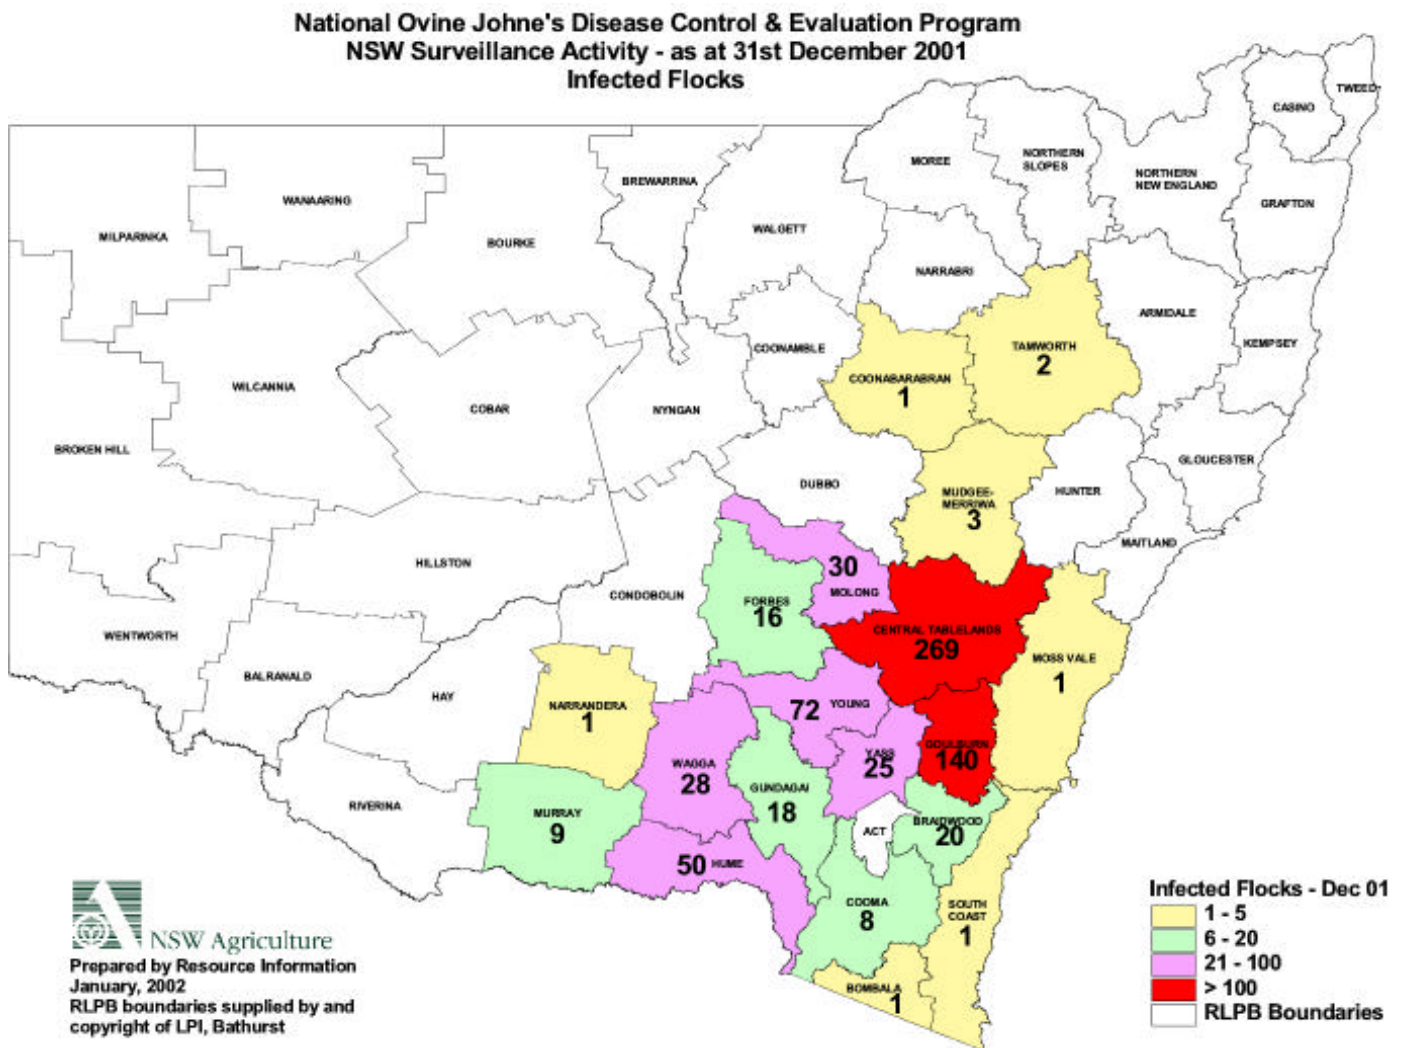 National Ovine Johne's Disease Control & Evaluation Program
NSW Surveillance Activity - as at 31st December 2001
Infected Flocks
TWEED
CASINO
MOREE
NORTHERN
SLOPES
NORTHERN
NEW ENGLAND
BREWARRINA
WANAARING
GRAFTON
WALGETT
MILPARINKA
BOURKE
NARRABRI
ARMIDALE
KEMPSEY
TAMWORTH
2
COONAMBLE
COONABARABRAN
1
WILCANNIA
COBAR
NYNGAN
BROKEN HILL
GLOUCESTER
DUBBO
MUDGEE-
MERRIWA
3
HUNTER
MAITLAND
HILLSTON
30
MOLONG
CONDOBOLIN
FORBES
16
CENTRAL TABLELANDS
269
WENTWORTH
MOSS VALE
1
BALRANALD
HAY
NARRANDERA
1
72 YOUNG
GOULBURN
140
YASS
25
WAGGA
28
GUNDAGAI
18
RIVERINA
MURRAY
9
BRAIDWOOD
20
ACT
50 HUME
COOMA
8
SOUTH
COAST
1
BOMBALA
1
NSW Agriculture
Prepared by Resource Information
January, 2002
RLPB boundaries supplied by and
copyright of LPI, Bathurst
Infected Flocks - Dec 01
1 - 5
6 - 20
21 - 100
> 100
RLPB Boundaries